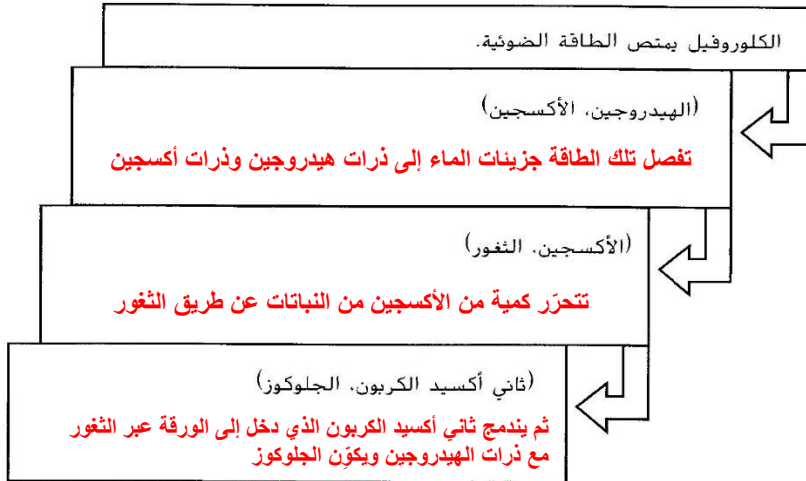 الكلوروفيل يمتص الطاقة الضوئية.
(الهيدروجين، الأكسجين)
تفصل تلك الطاقة جزيئات الماء إلى ذرات هيدروجين وذرات أكسجين
(الأكسجين، الثغور)
تتحرّر كمية من الأكسجين من النباتات عن طريق الثغور
(ثاني أكسيد الكربون، الجلوكوز)
ثم يندمج ثاني أكسيد الكربون الذي دخل إلى الورقة عبر الثغور
مع ذرات الهيدروجين ويكوّن الجلوكوز